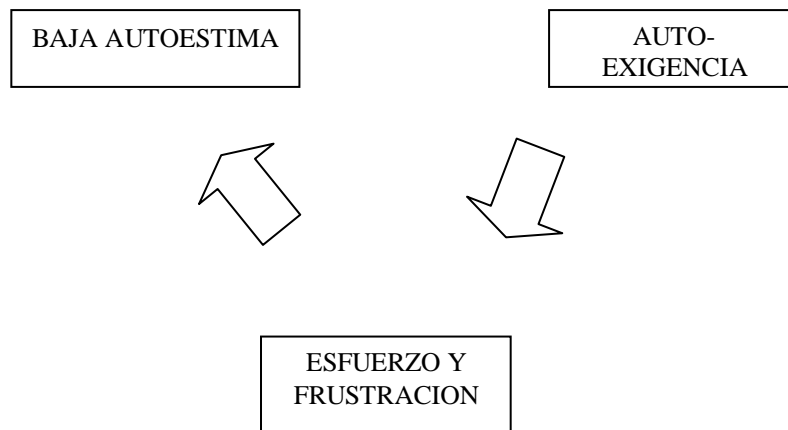 BAJA AUTOESTIMA
AUTO-
EXIGENCIA
ESFUERZO Y
FRUSTRACION